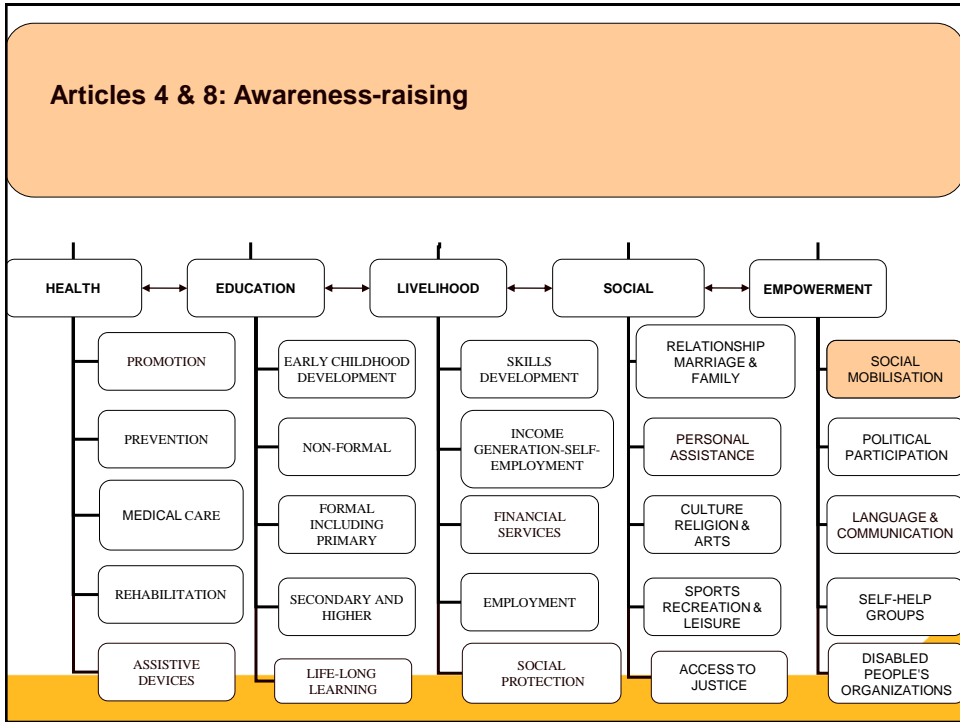 Articles 4 & 8: Awareness-raising
HEALTH
EDUCATION
LIVELIHOOD
SOCIAL
EMPOWERMENT
PROMOTION
PREVENTION
MEDICAL CARE
REHABILITATION
ASSISTIVE
DEVICES
EARLY CHILDHOOD
DEVELOPMENT
NON-FORMAL
FORMAL
INCLUDING
PRIMARY
SECONDARY AND
HIGHER
LIFE-LONG
LEARNING
SKILLS
DEVELOPMENT
INCOME
GENERATION-SELF-
EMPLOYMENT
FINANCIAL
SERVICES
EMPLOYMENT
SOCIAL
PROTECTION
RELATIONSHIP
MARRIAGE &
FAMILY
PERSONAL
ASSISTANCE
CULTURE
RELIGION &
ARTS
SPORTS
RECREATION &
LEISURE
ACCESS TO
JUSTICE
SOCIAL
MOBILISATION
POLITICAL
PARTICIPATION
LANGUAGE &
COMMUNICATION
SELF-HELP
GROUPS
DISABLED
PEOPLE'S
ORGANIZATIONS